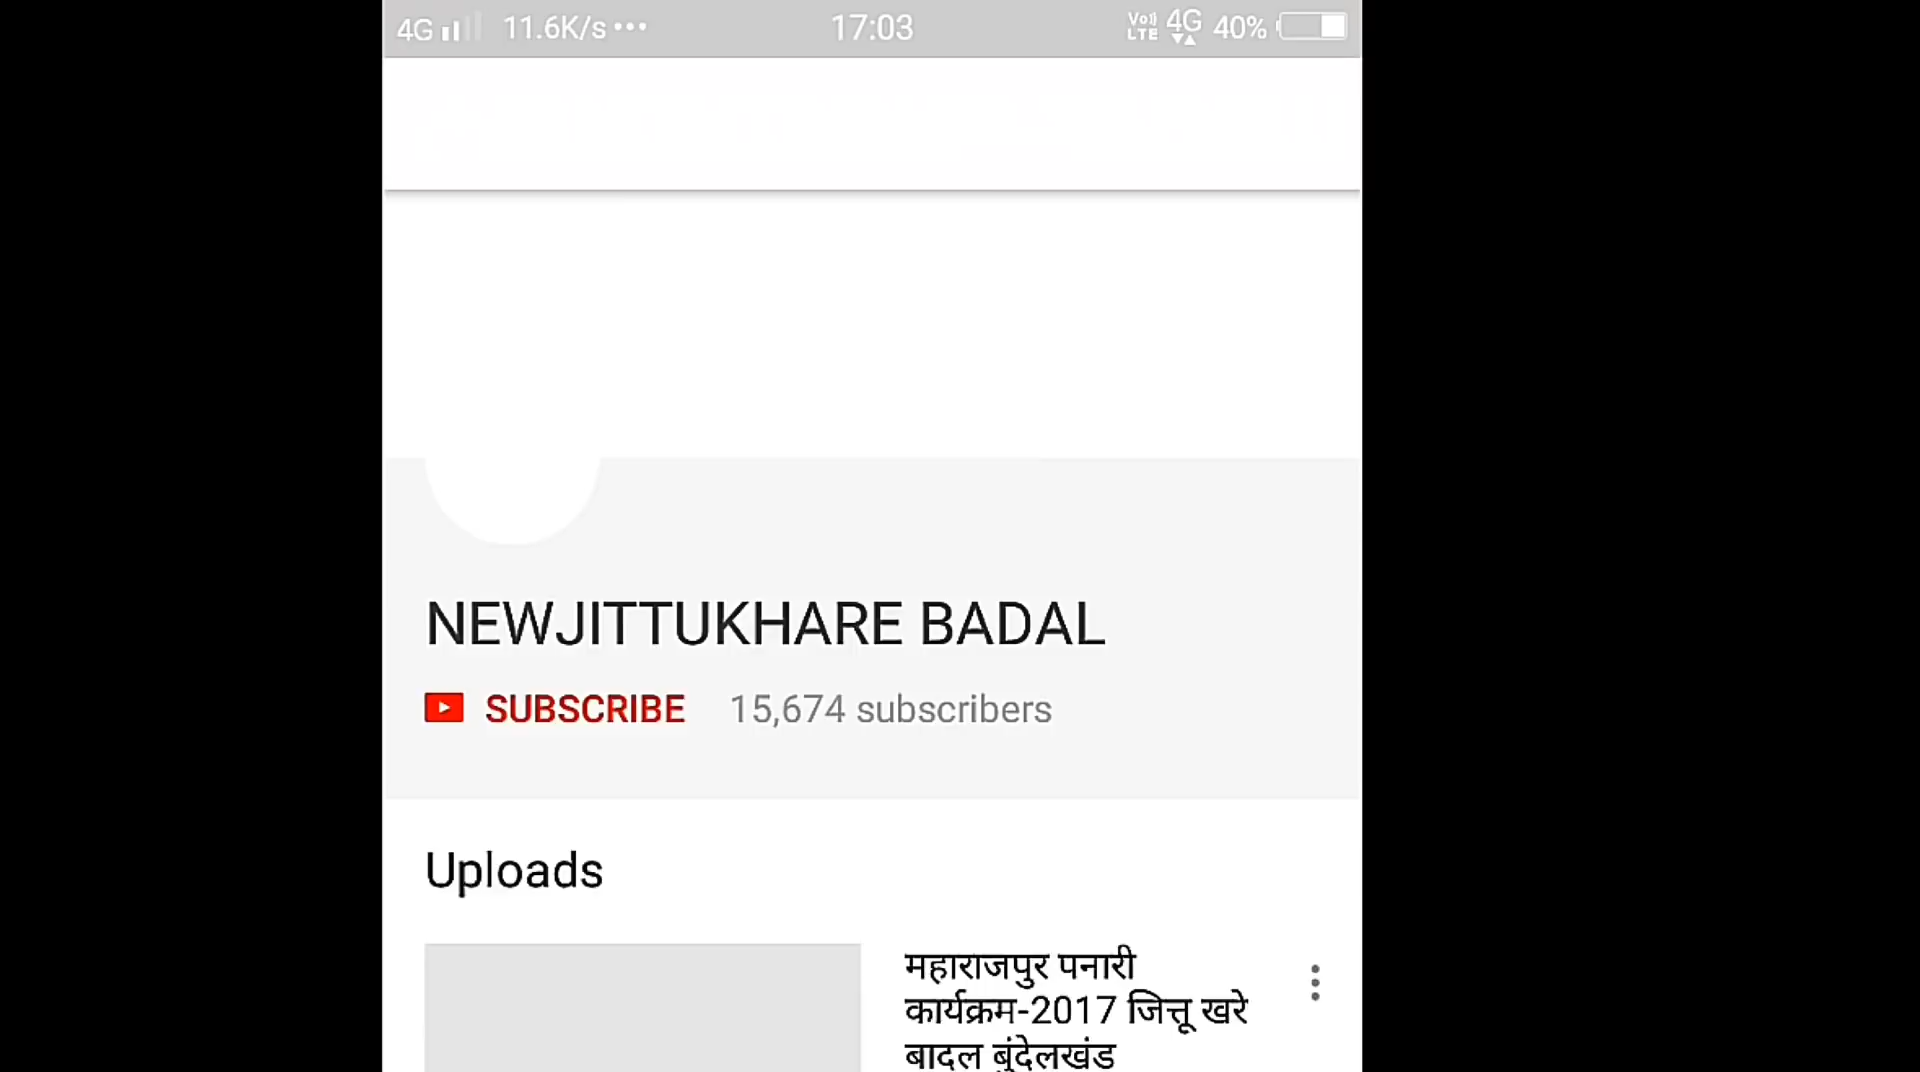 4G 11.6K/s ••• 17:03 VoLTE 4G 40%
NEWJITTUKHARE BADAL
SUBSCRIBE 15,674 subscribers
Uploads
महाराजपुर पनारी
कार्यक्रम-2017 जित्तू खरे
बादल बुंदेलखंड